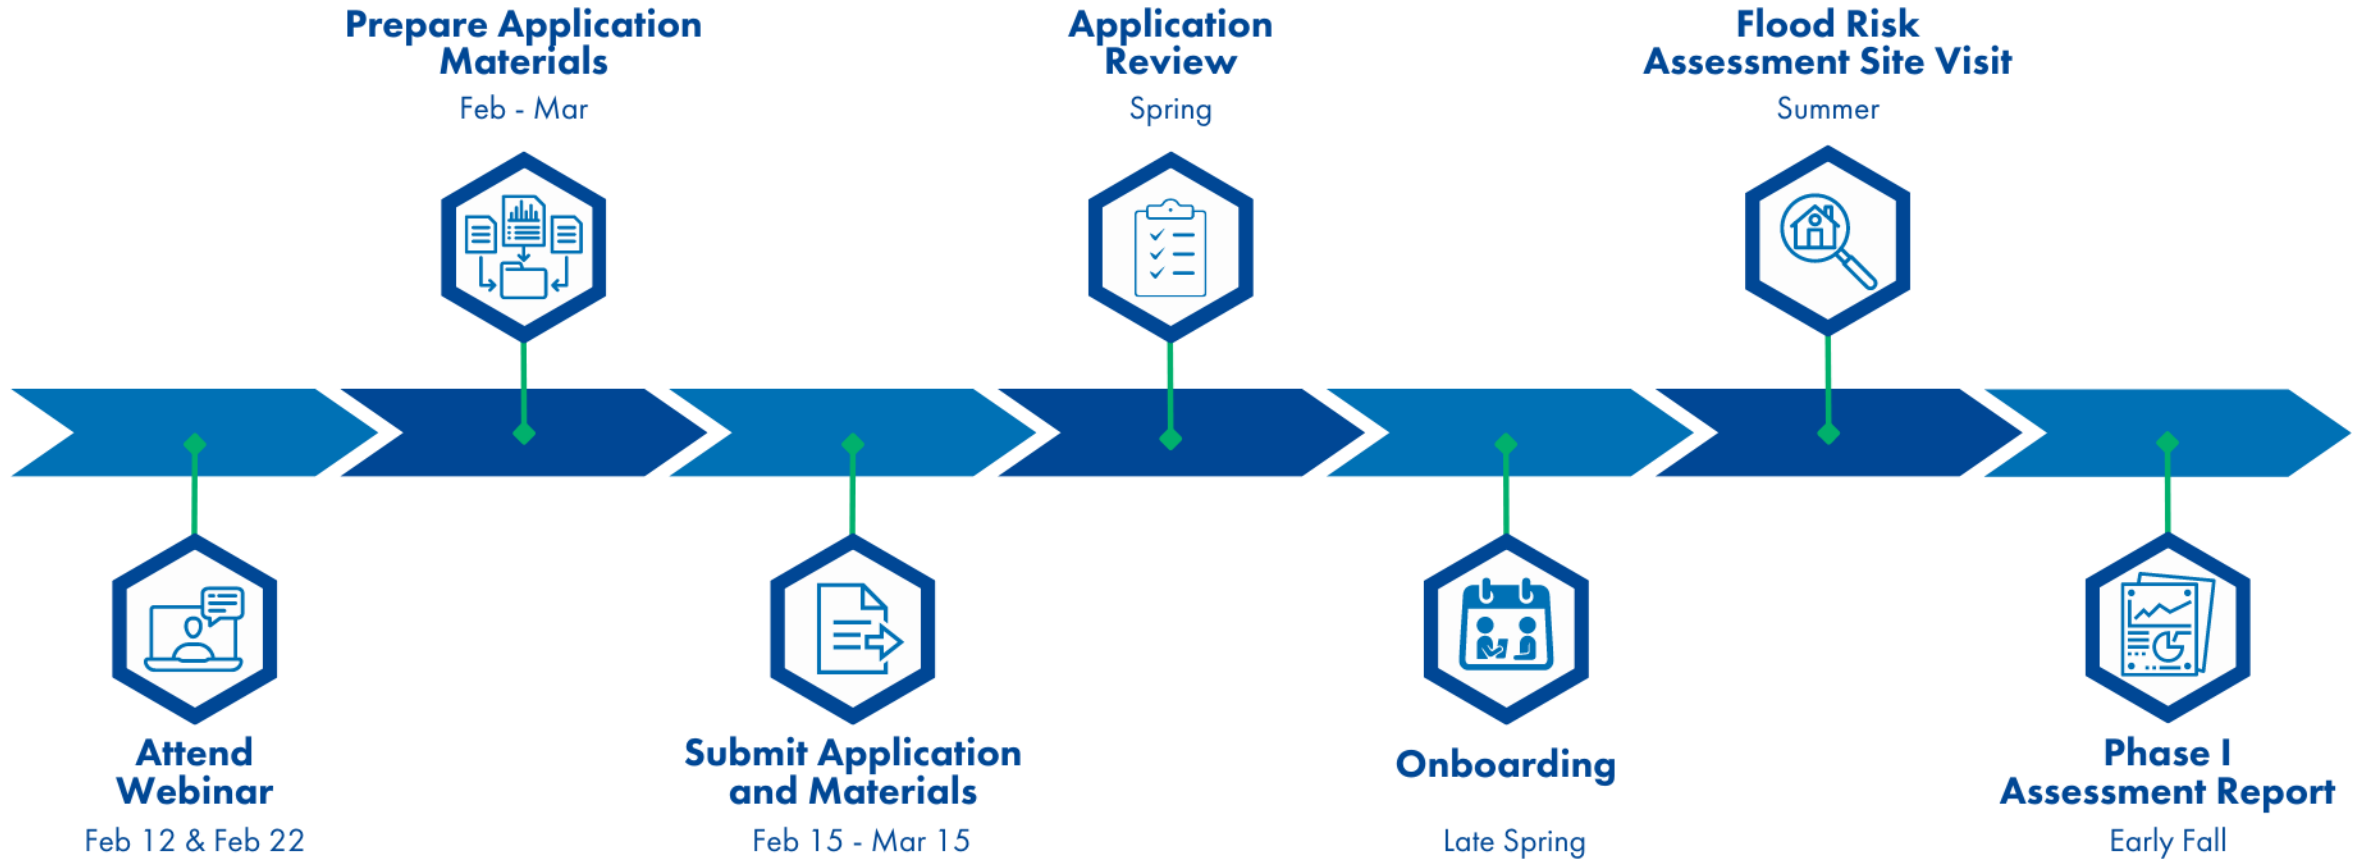 Prepare Application
Materials
Feb - Mar
Application
Review
Spring
Flood Risk
Assessment Site Visit
Summer
Attend
Webinar
Feb 12 & Feb 22
Submit Application
and Materials
Feb 15 - Mar 15
Onboarding
Late Spring
Phase I
Assessment Report
Early Fall